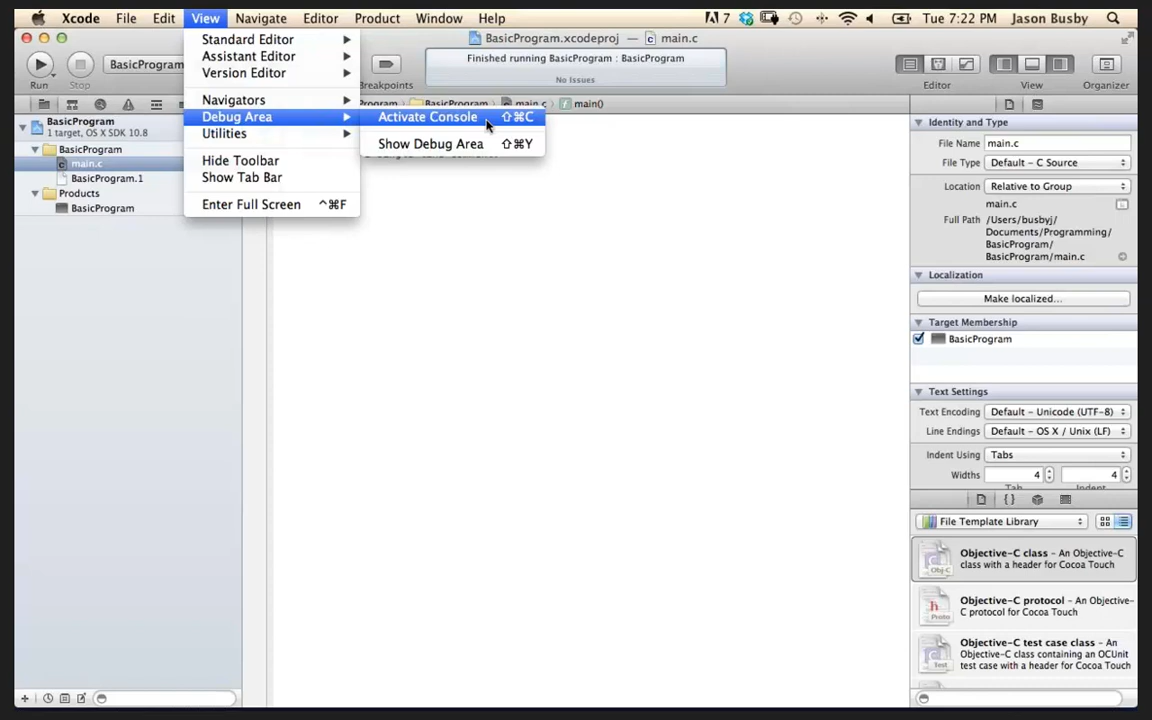 Xcode File Edit View Navigate Editor Product Window Help 7 Tue 7:22 PM Jason Busby
BasicProgram.xcodeproj — main.c
Run Stop BasicProgram Breakpoints
Finished running BasicProgram : BasicProgram
No Issues
Editor View Organizer
Standard Editor
Assistant Editor
Version Editor
Navigators
Debug Area
Utilities
Hide Toolbar
Show Tab Bar
Enter Full Screen ^⌘F
Activate Console ⇧⌘C
Show Debug Area ⇧⌘Y
Program BasicProgram main.c main()
BasicProgram
1 target, OS X SDK 10.8
BasicProgram
main.c
BasicProgram.1
Products
BasicProgram
Identity and Type
File Name main.c
File Type Default - C Source
Location Relative to Group
main.c
Full Path /Users/busbyj/
Documents/Programming/
BasicProgram/
BasicProgram/main.c
Localization
Make localized...
Target Membership
BasicProgram
Text Settings
Text Encoding Default - Unicode (UTF-8)
Line Endings Default - OS X / Unix (LF)
Indent Using Tabs
Widths 4 4
Tab Indent
File Template Library
Objective-C class - An Objective-C
class with a header for Cocoa Touch
Objective-C protocol - An Objective-
C protocol for Cocoa Touch
Objective-C test case class - An
Objective-C class containing an OCUnit
test case with a header for Cocoa Touch